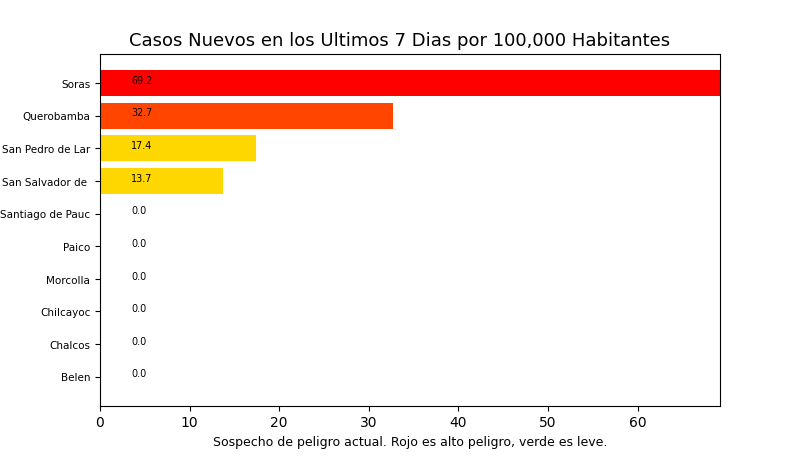 Casos Nuevos en los Ultimos 7 Dias por 100,000 Habitantes
Soras 69.2
Querobamba 32.7
San Pedro de Lar 17.4
San Salvador de 13.7
Santiago de Pauc 0.0
Paico 0.0
Morcolla 0.0
Chilcayoc 0.0
Chalcos 0.0
Belen 0.0
0 10 20 30 40 50 60
Sospecho de peligro actual. Rojo es alto peligro, verde es leve.